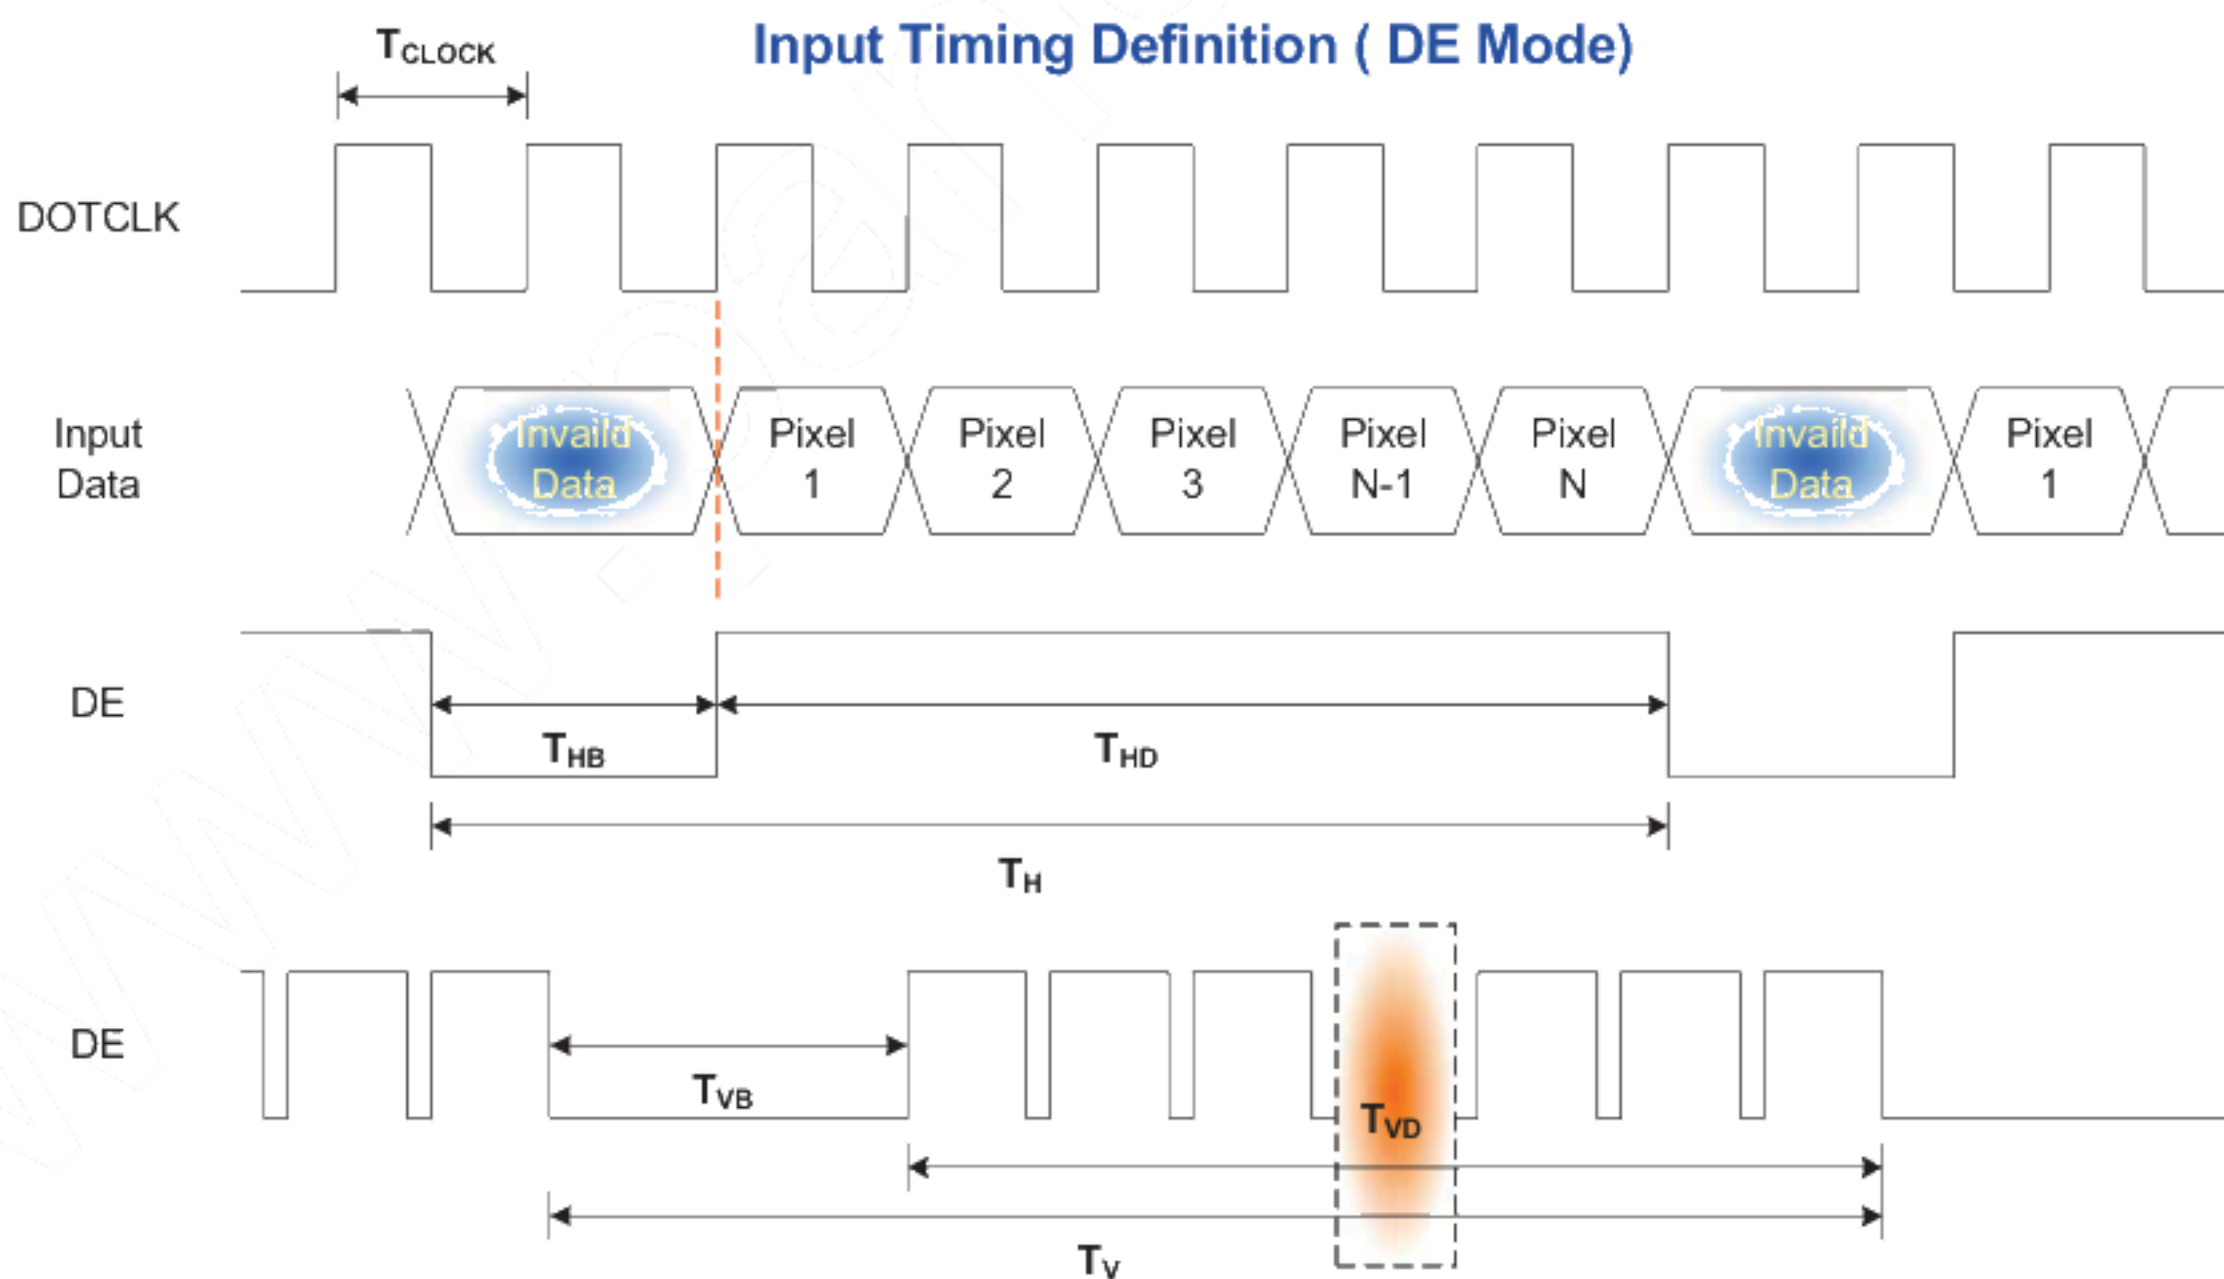 Input Timing Definition ( DE Mode)
TCLOCK
DOTCLK
Input
Data
Invaild
Data
Pixel
1
Pixel
2
Pixel
3
Pixel
N-1
Pixel
N
Invaild
Data
Pixel
1
DE
THB
THD
TH
DE
TVB
TVD
TV